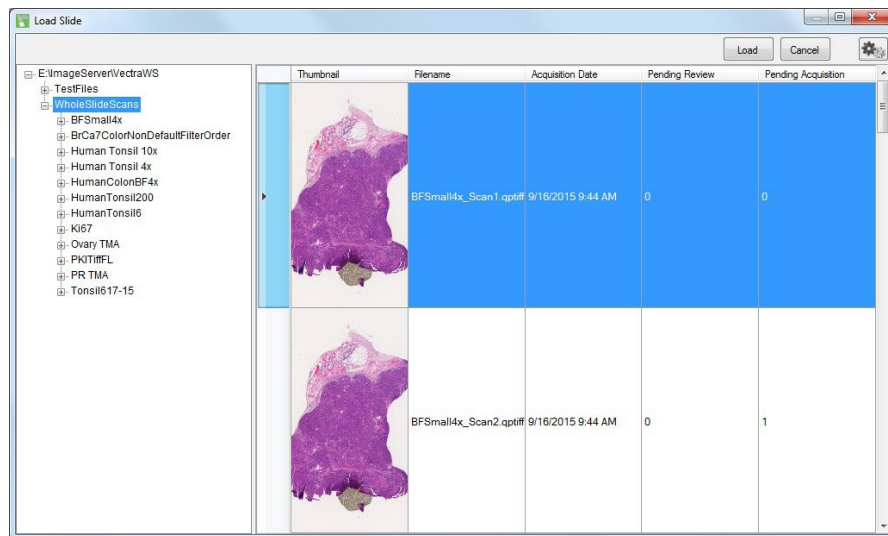 Load Slide
Load Cancel
E:\ImageServer\VectraWS
TestFiles
WholeSlideScans
BFSmall4x
BrCa7ColorNonDefaultFilterOrder
Human Tonsil 10x
Human Tonsil 4x
HumanColonBF4x
HumanTonsil200
HumanTonsil6
Ki67
Ovary TMA
PKITiffFL
PR TMA
Tonsil617-15
Thumbnail Filename Acquisition Date Pending Review Pending Acquisition
BFSmall4x_Scan1.qptiff 9/16/2015 9:44 AM 0 0
BFSmall4x_Scan2.qptiff 9/16/2015 9:44 AM 0 1